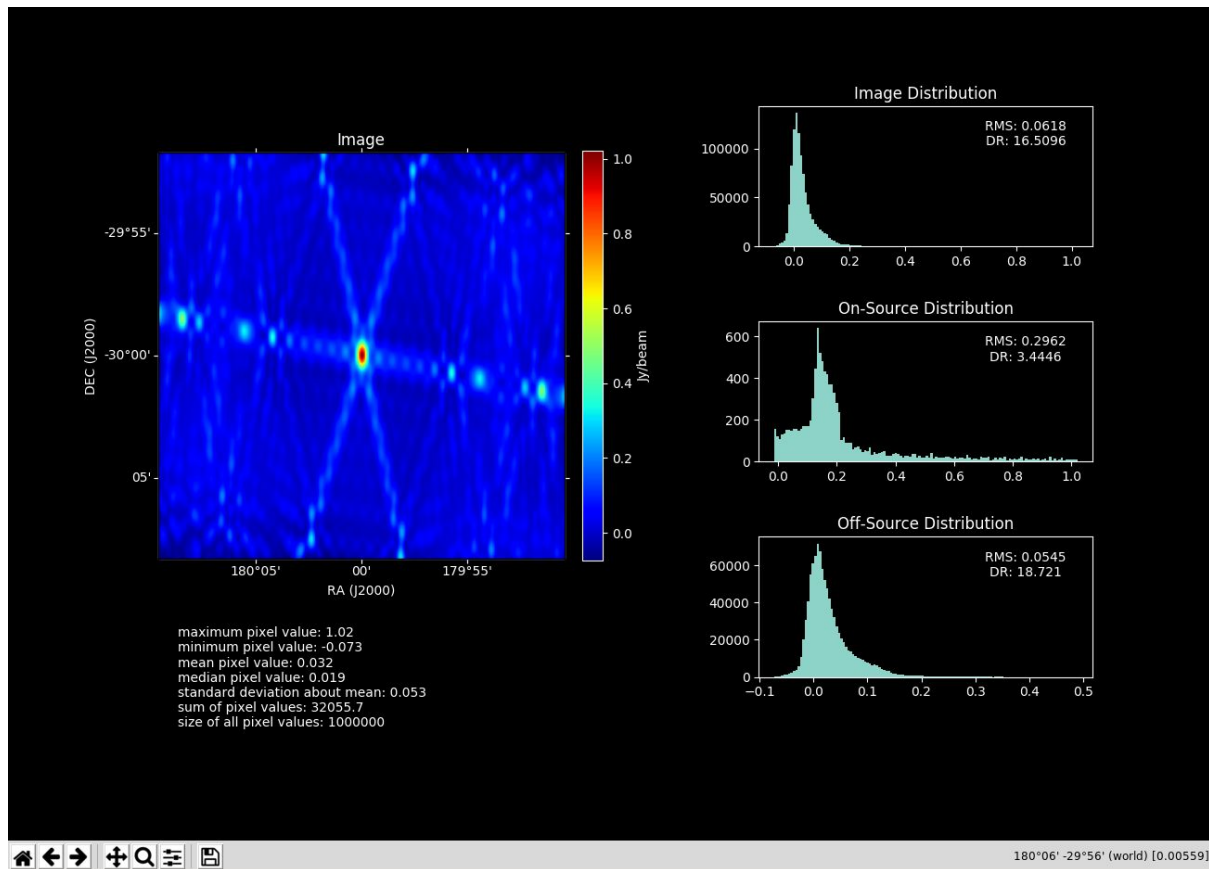 Image
-29°55'
-30°00'
05'
DEC (J2000)
180°05'
00'
179°55'
RA (J2000)
1.0
0.8
0.6
0.4
0.2
0.0
Jy/beam
maximum pixel value: 1.02
minimum pixel value: -0.073
mean pixel value: 0.032
median pixel value: 0.019
standard deviation about mean: 0.053
sum of pixel values: 32055.7
size of all pixel values: 1000000
Image Distribution
RMS: 0.0618
DR: 16.5096
100000
50000
0
0.0 0.2 0.4 0.6 0.8 1.0
On-Source Distribution
RMS: 0.2962
DR: 3.4446
600
400
200
0
0.0 0.2 0.4 0.6 0.8 1.0
Off-Source Distribution
RMS: 0.0545
DR: 18.721
60000
40000
20000
0
−0.1 0.0 0.1 0.2 0.3 0.4 0.5
180°06' -29°56' (world) [0.00559]